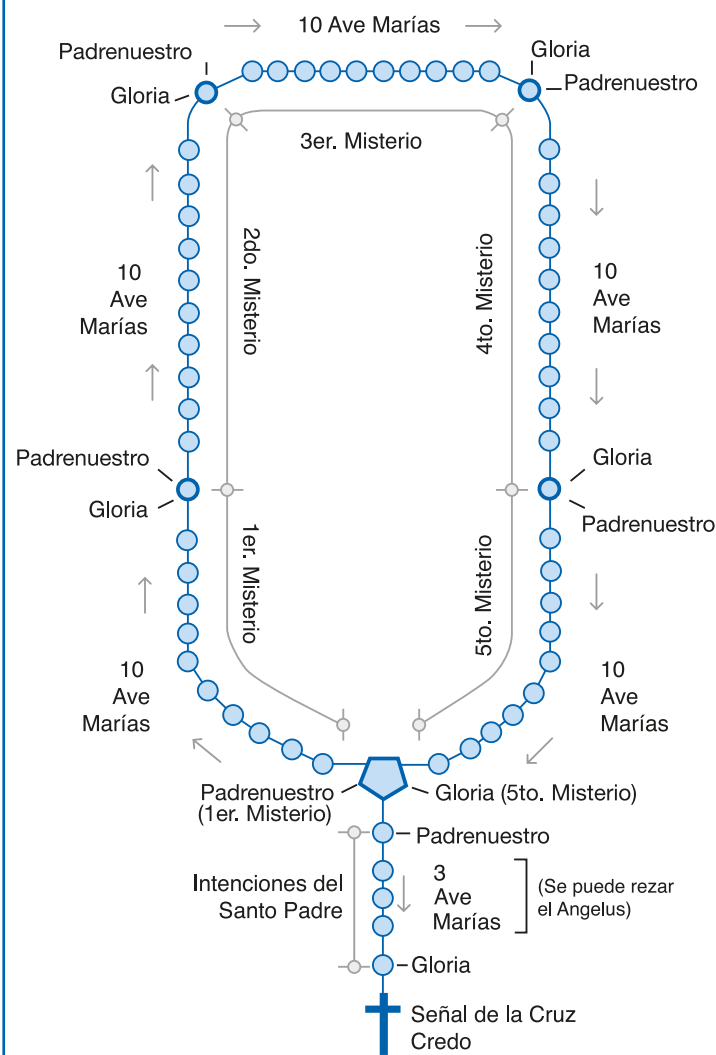 10 Ave Marías
Padrenuestro
Gloria
Gloria
Padrenuestro
3er. Misterio
2do. Misterio
4to. Misterio
10
Ave
Marías
10
Ave
Marías
Padrenuestro
Gloria
Gloria
Padrenuestro
1er. Misterio
5to. Misterio
10
Ave
Marías
10
Ave
Marías
Padrenuestro
(1er. Misterio)
Gloria (5to. Misterio)
Padrenuestro
Intenciones del
Santo Padre
3
Ave
Marías
(Se puede rezar
el Angelus)
Gloria
Señal de la Cruz
Credo